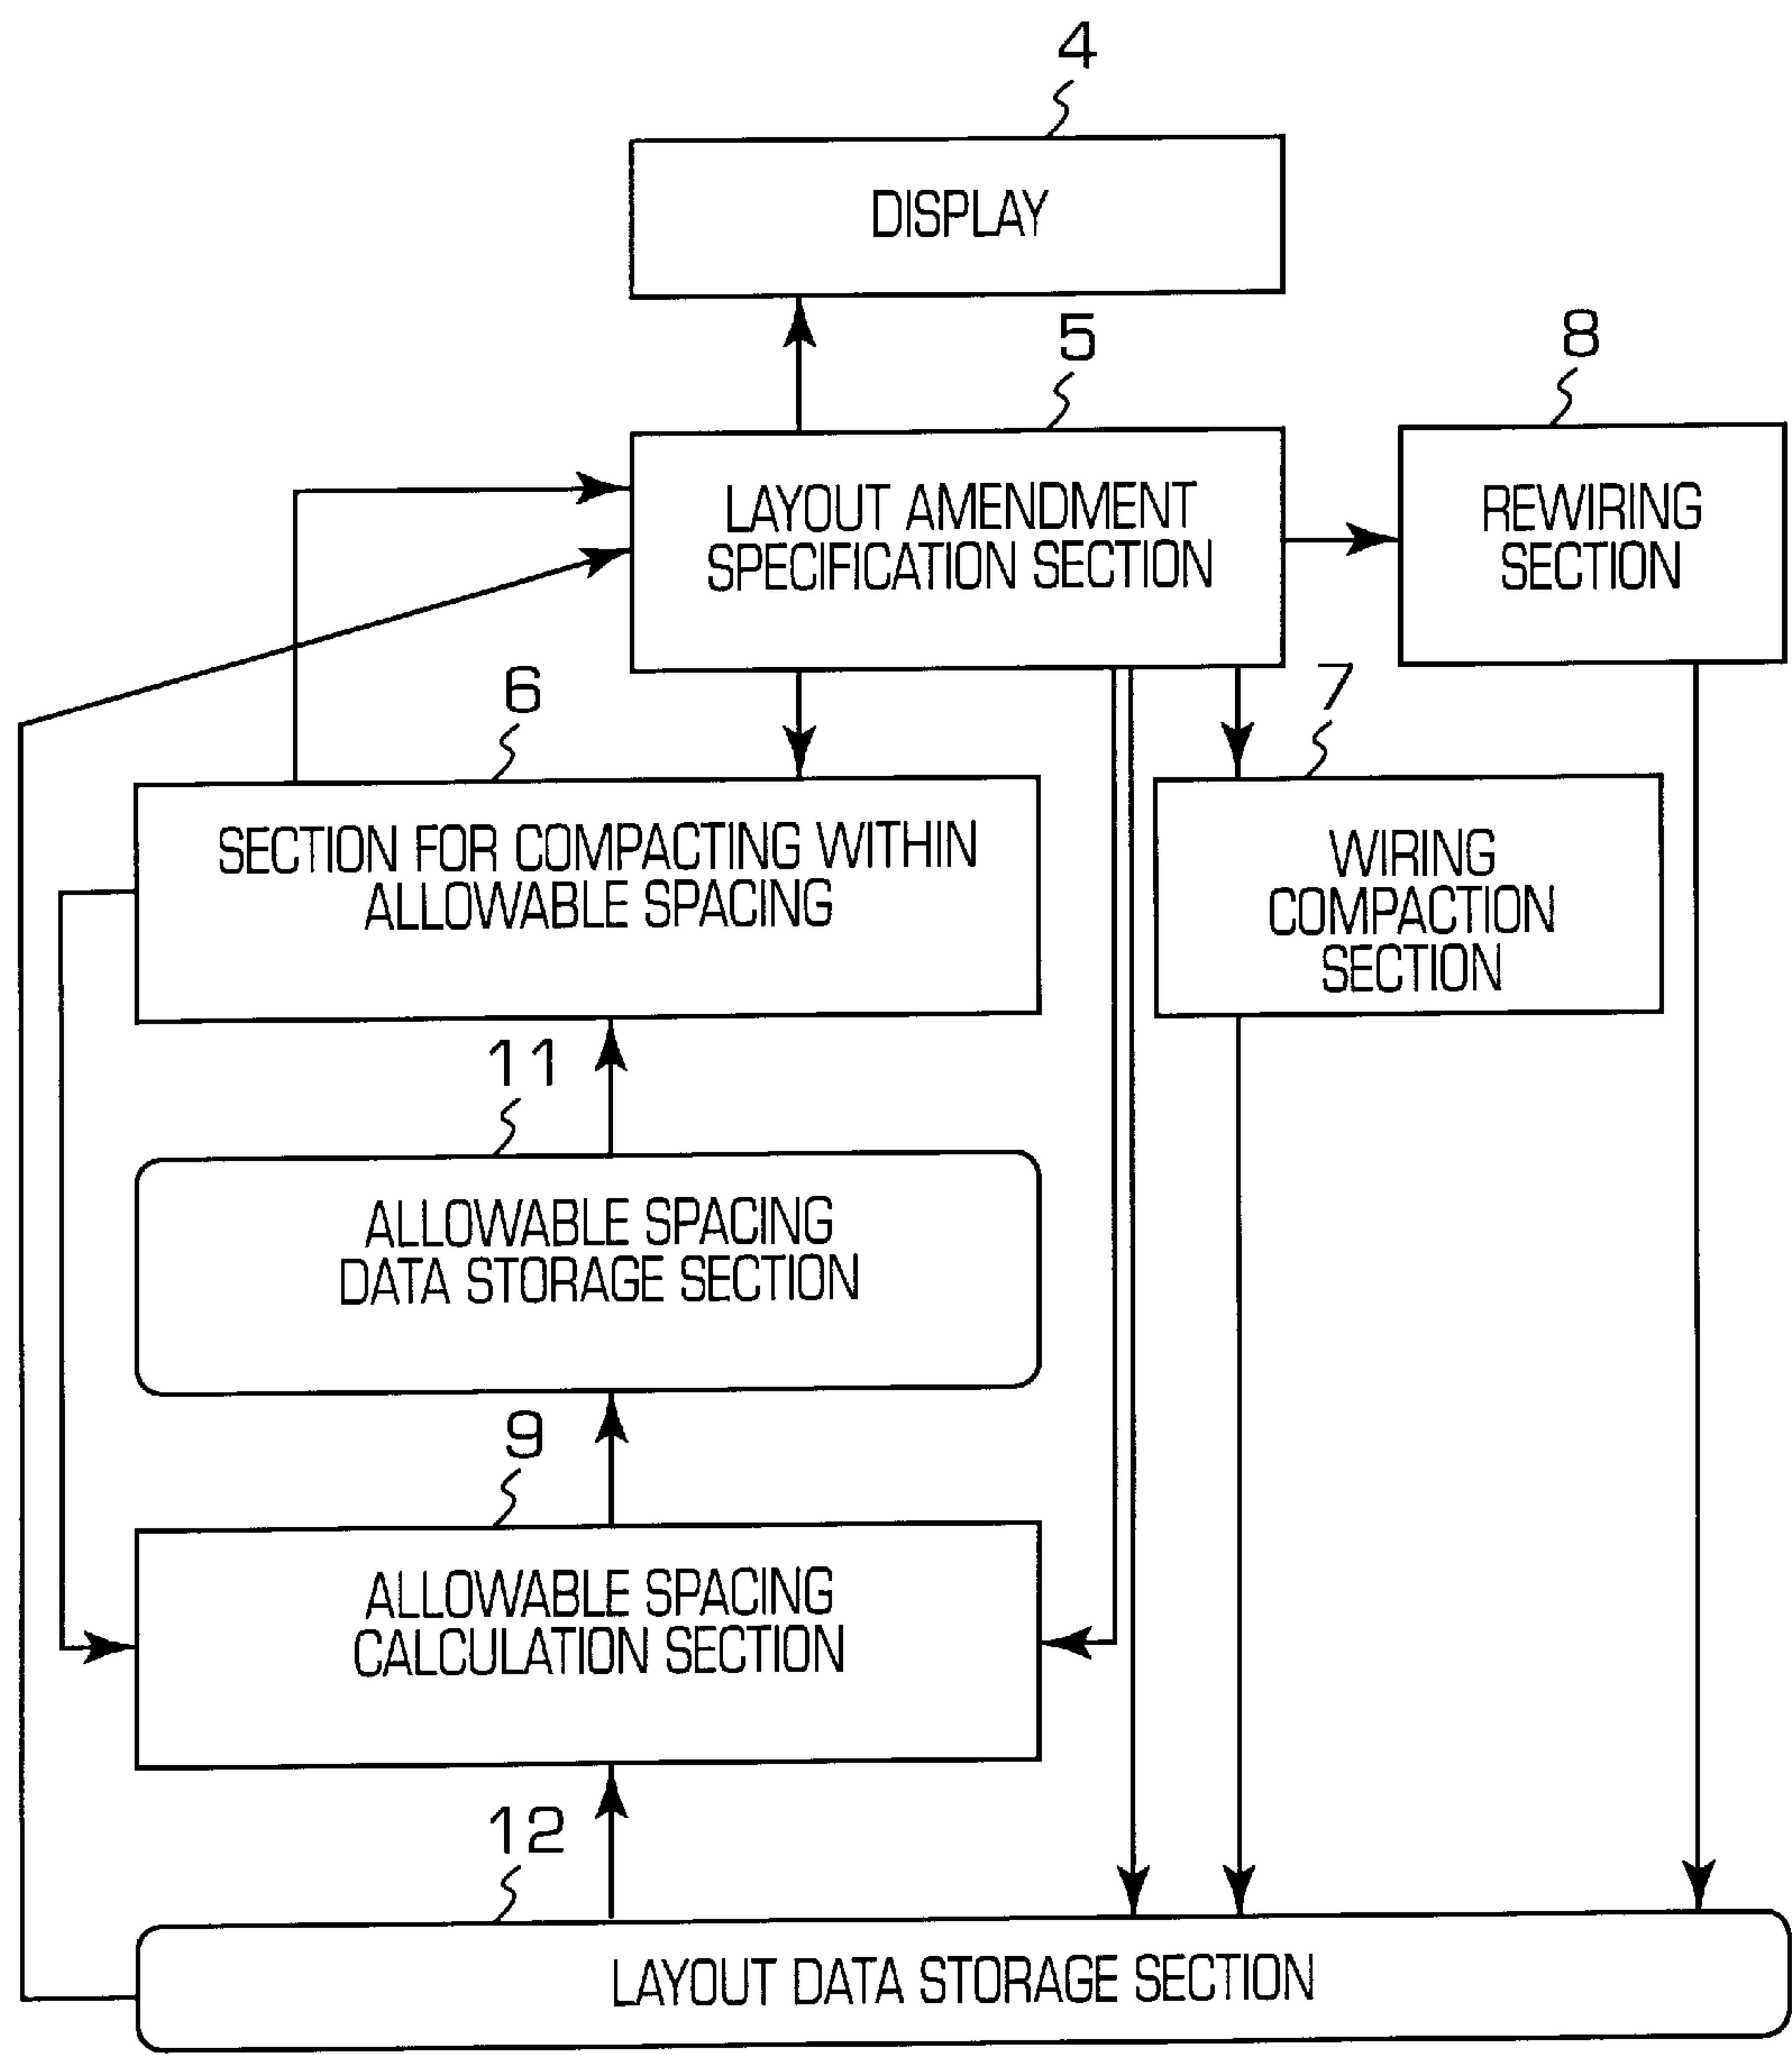 4
DISPLAY
5
8
LAYOUT AMENDMENT
SPECIFICATION SECTION
REWIRING
SECTION
6
7
SECTION FOR COMPACTING WITHIN
ALLOWABLE SPACING
WIRING
COMPACTION
SECTION
11
ALLOWABLE SPACING
DATA STORAGE SECTION
9
ALLOWABLE SPACING
CALCULATION SECTION
12
LAYOUT DATA STORAGE SECTION